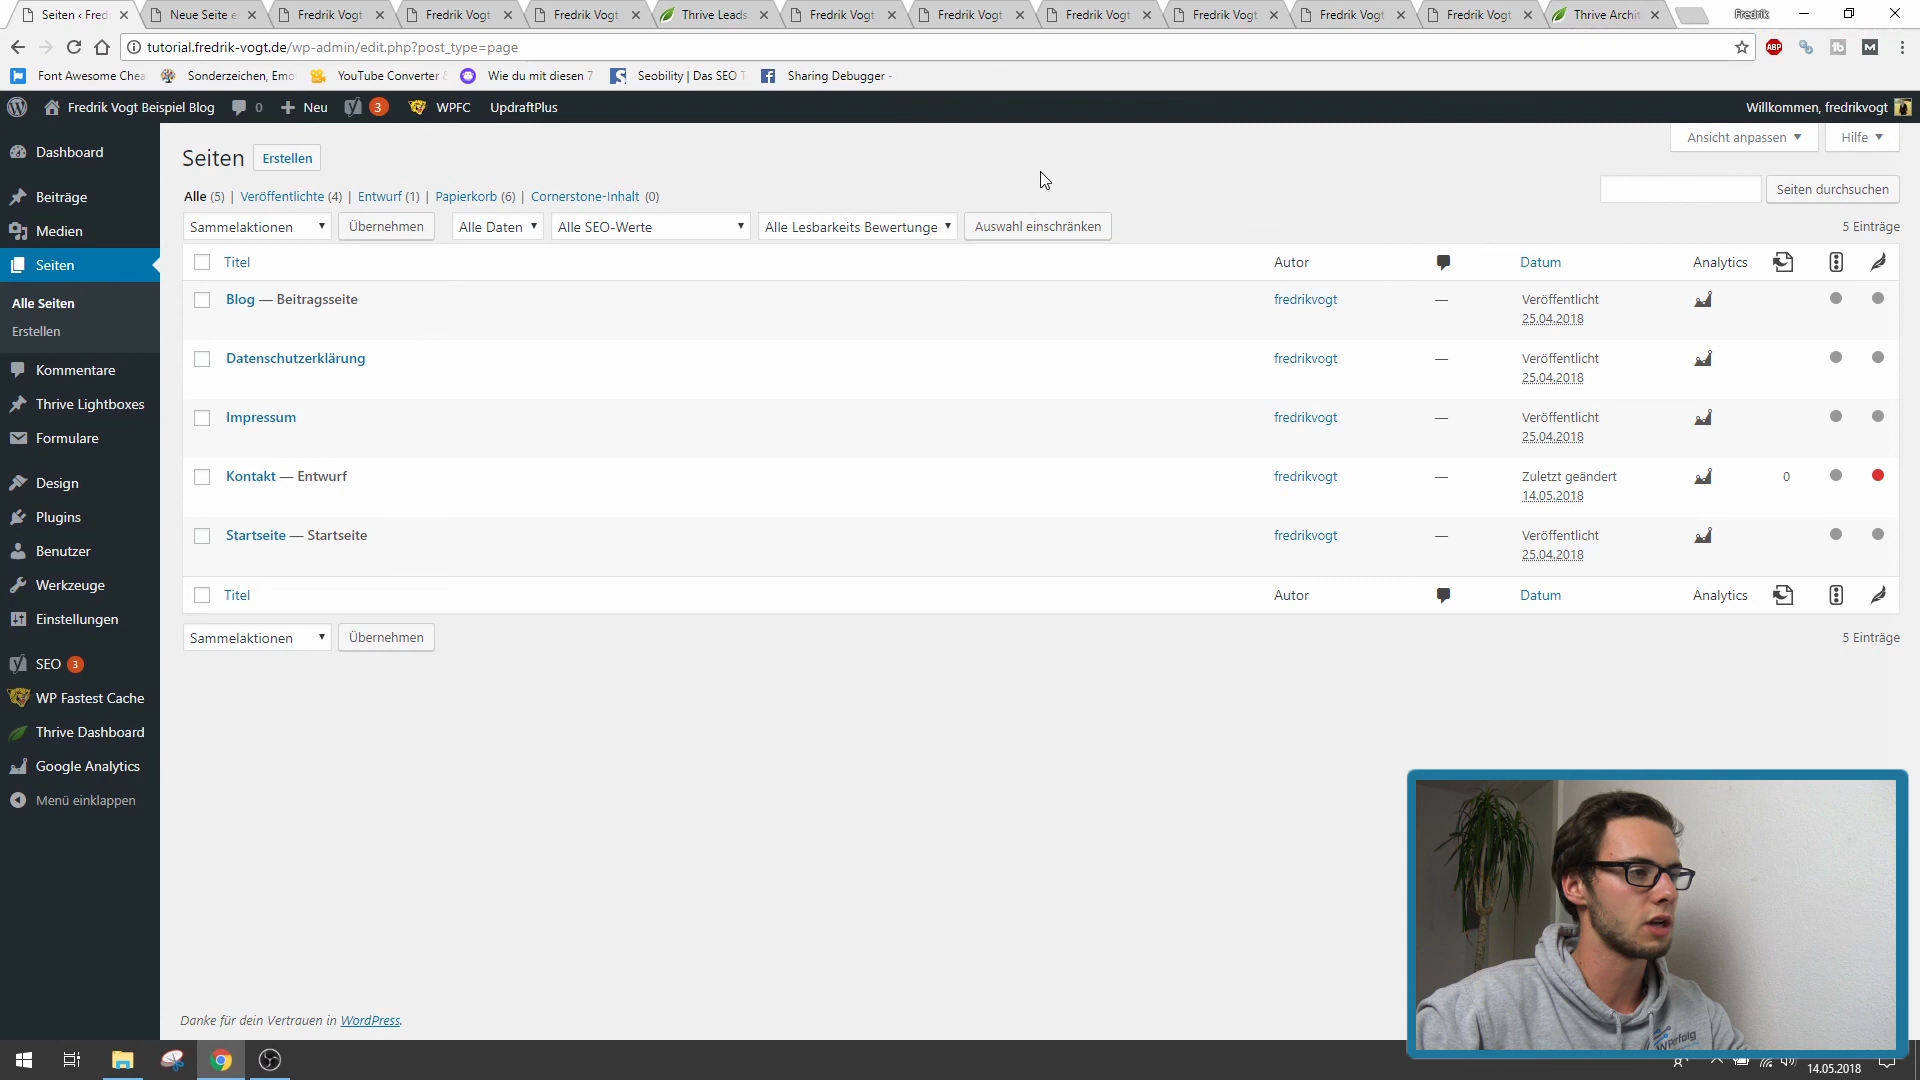 Seiten ‹ Fred
Neue Seite e
Fredrik Vogt
Fredrik Vogt
Fredrik Vogt
Thrive Leads
Fredrik Vogt
Fredrik Vogt
Fredrik Vogt
Fredrik Vogt
Fredrik Vogt
Fredrik Vogt
Thrive Archit
Fredrik
tutorial.fredrik-vogt.de/wp-admin/edit.php?post_type=page
ABP
Font Awesome Chea
Sonderzeichen, Emo
YouTube Converter
Wie du mit diesen 7
Seobility | Das SEO T
Sharing Debugger -
Fredrik Vogt Beispiel Blog
0
Neu
3
WPFC
UpdraftPlus
Willkommen, fredrikvogt
Dashboard
Beiträge
Medien
Seiten
Alle Seiten
Erstellen
Kommentare
Thrive Lightboxes
Formulare
Design
Plugins
Benutzer
Werkzeuge
Einstellungen
SEO 3
WP Fastest Cache
Thrive Dashboard
Google Analytics
Menü einklappen
Ansicht anpassen
Hilfe
Seiten
Erstellen
Alle (5) | Veröffentlichte (4) | Entwurf (1) | Papierkorb (6) | Cornerstone-Inhalt (0)
Seiten durchsuchen
Sammelaktionen
Übernehmen
Alle Daten
Alle SEO-Werte
Alle Lesbarkeits Bewertunge
Auswahl einschränken
5 Einträge
Titel
Autor
Datum
Analytics
Blog — Beitragsseite
fredrikvogt
—
Veröffentlicht
25.04.2018
Datenschutzerklärung
fredrikvogt
—
Veröffentlicht
25.04.2018
Impressum
fredrikvogt
—
Veröffentlicht
25.04.2018
Kontakt — Entwurf
fredrikvogt
—
Zuletzt geändert
14.05.2018
0
Startseite — Startseite
fredrikvogt
—
Veröffentlicht
25.04.2018
Titel
Autor
Datum
Analytics
Sammelaktionen
Übernehmen
5 Einträge
Danke für dein Vertrauen in WordPress.
WPerfolg
14.05.2018